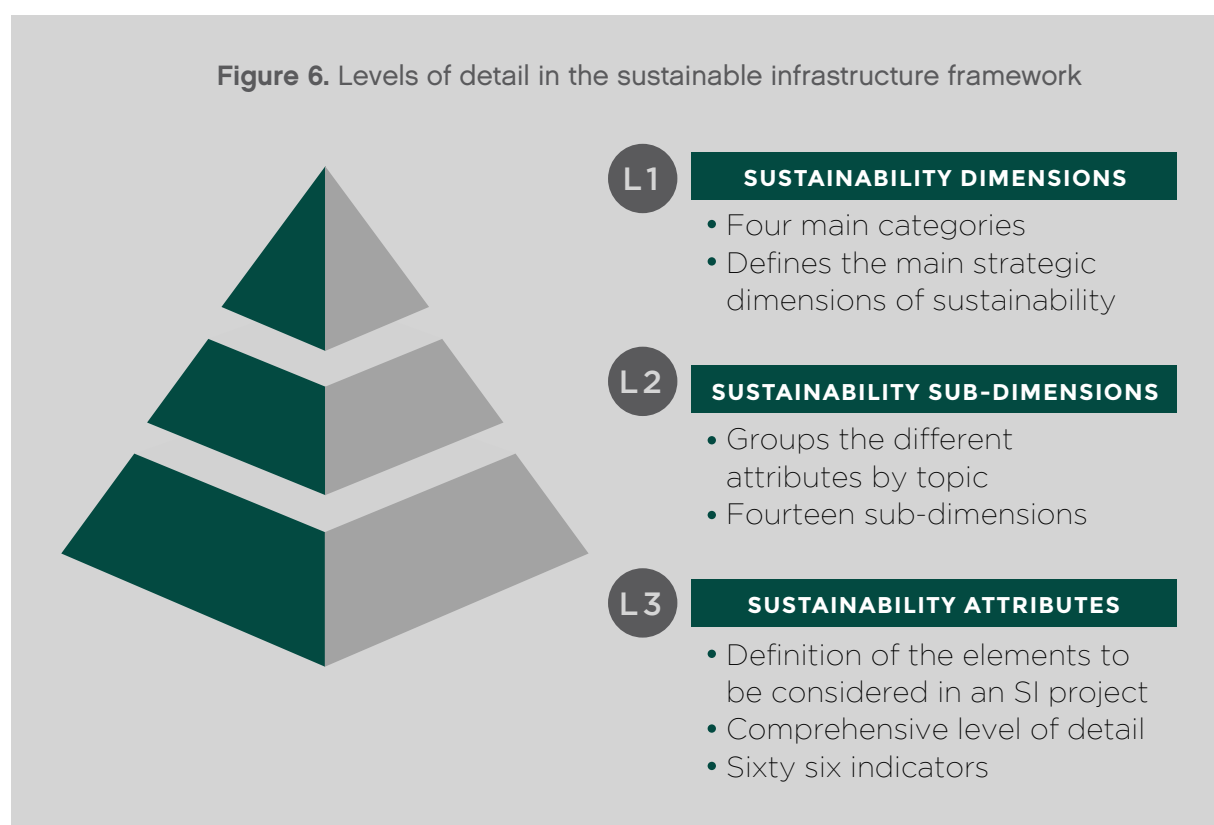 Figure 6. Levels of detail in the sustainable infrastructure framework
L1
SUSTAINABILITY DIMENSIONS
• Four main categories
• Defines the main strategic
dimensions of sustainability
L2
SUSTAINABILITY SUB-DIMENSIONS
• Groups the different
attributes by topic
• Fourteen sub-dimensions
L3
SUSTAINABILITY ATTRIBUTES
• Definition of the elements to
be considered in an SI project
• Comprehensive level of detail
• Sixty six indicators